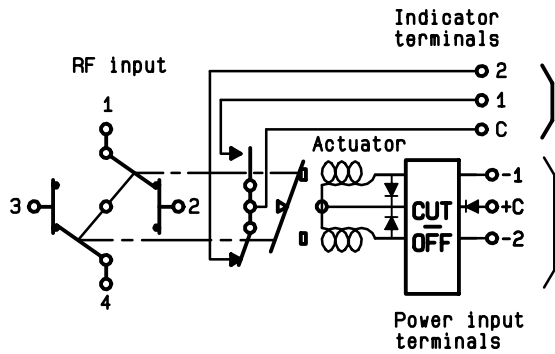 Indicator
terminals
RF input
2
1
1
C
Actuator
-1
3
2
CUT
+C
OFF
-2
4
Power input
terminals